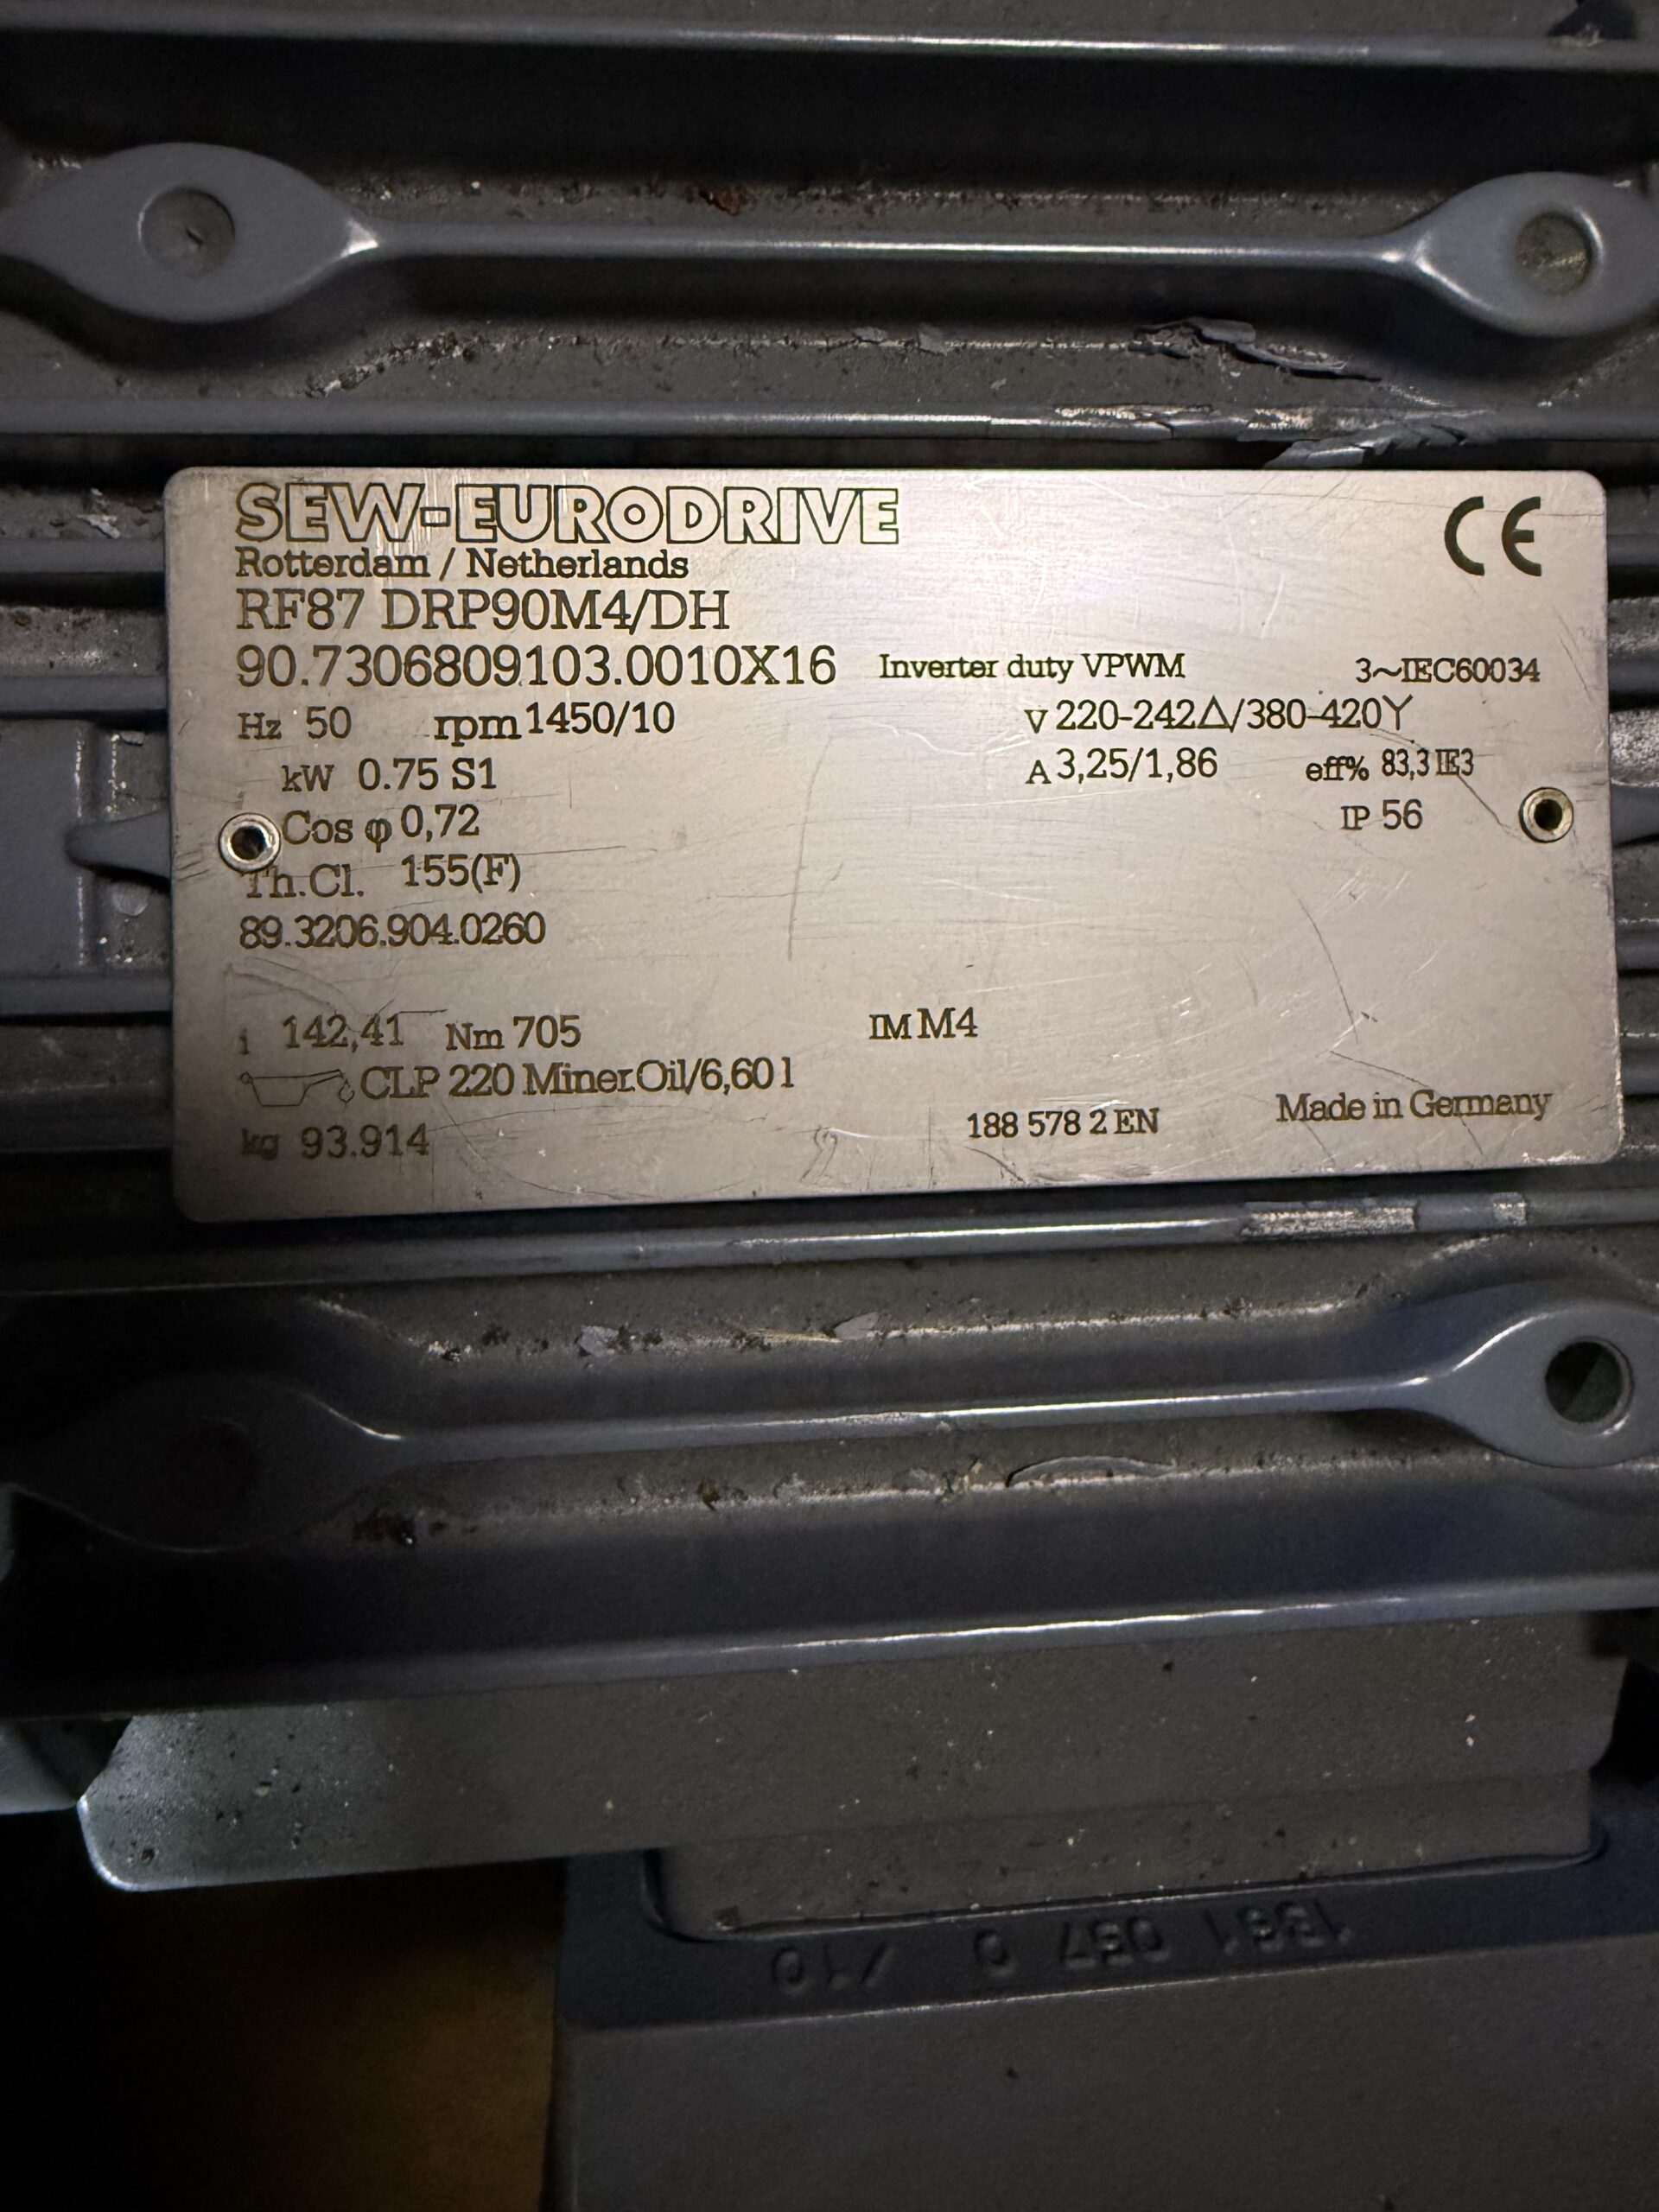 SEW-EURODRIVE
CE
Rotterdam / Netherlands
RF87 DRP90M4/DH
90.7306809103.0010X16 Inverter duty VPWM 3~IEC60034
Hz 50 rpm 1450/10 V 220-242Δ/380-420Y
kW 0.75 S1 A 3,25/1,86 eff% 83,3 IE3
Cos φ 0,72 IP 56
Th.Cl. 155(F)
89.3206.904.0260
i 142,41 Nm 705 IM M4
CLP 220 Miner.Oil/6,60 l
kg 93.914 188 578 2 EN Made in Germany